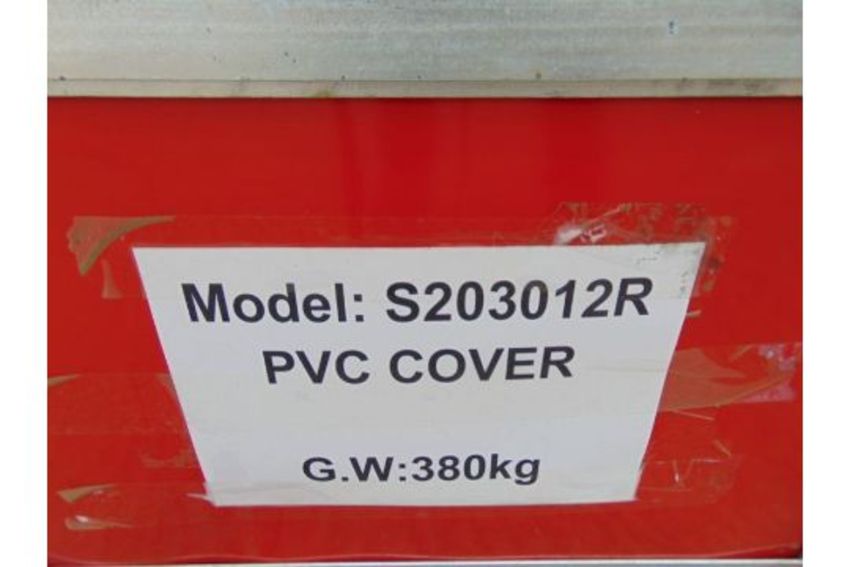 Model: S203012R
PVC COVER
G.W:380kg